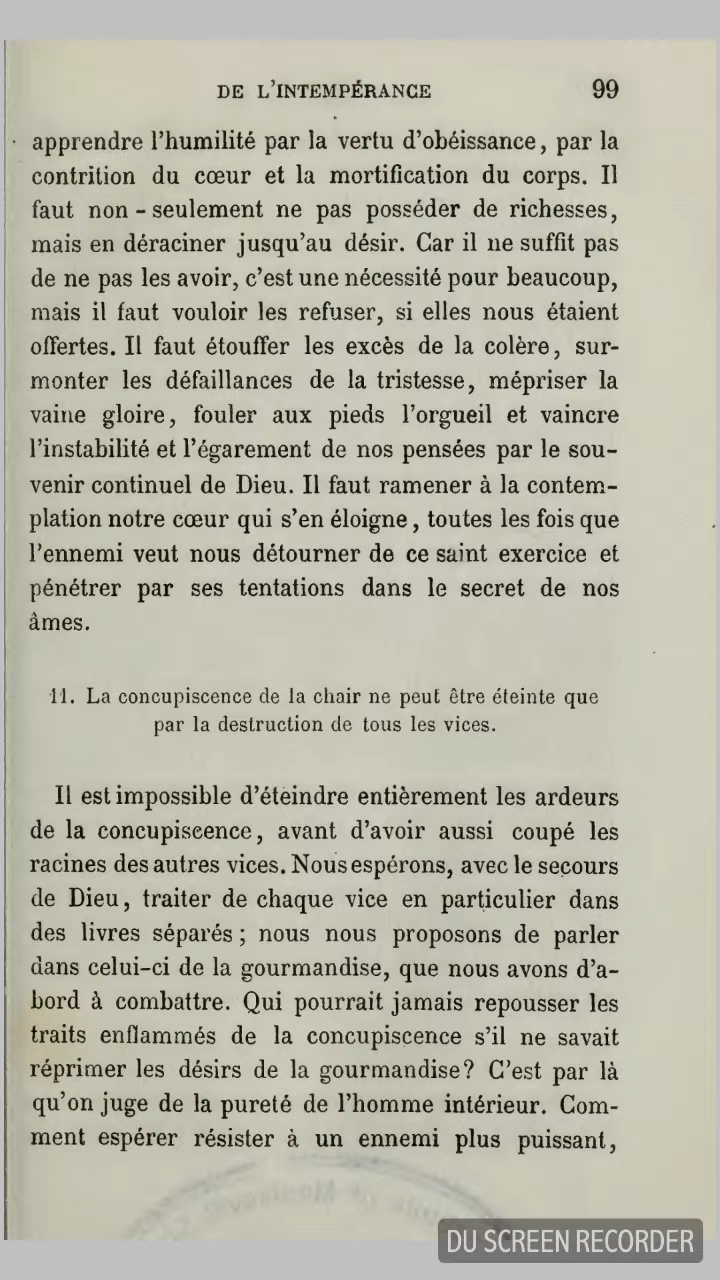 DE L'INTEMPÉRANCE 99
apprendre l'humilité par la vertu d'obéissance, par la
contrition du cœur et la mortification du corps. Il
faut non-seulement ne pas posséder de richesses,
mais en déraciner jusqu'au désir. Car il ne suffit pas
de ne pas les avoir, c'est une nécessité pour beaucoup,
mais il faut vouloir les refuser, si elles nous étaient
offertes. Il faut étouffer les excès de la colère, sur-
monter les défaillances de la tristesse, mépriser la
vaine gloire, fouler aux pieds l'orgueil et vaincre
l'instabilité et l'égarement de nos pensées par le sou-
venir continuel de Dieu. Il faut ramener à la contem-
plation notre cœur qui s'en éloigne, toutes les fois que
l'ennemi veut nous détourner de ce saint exercice et
pénétrer par ses tentations dans le secret de nos
âmes.
11. La concupiscence de la chair ne peut être éteinte que
par la destruction de tous les vices.
Il est impossible d'éteindre entièrement les ardeurs
de la concupiscence, avant d'avoir aussi coupé les
racines des autres vices. Nous espérons, avec le secours
de Dieu, traiter de chaque vice en particulier dans
des livres séparés; nous nous proposons de parler
dans celui-ci de la gourmandise, que nous avons d'a-
bord à combattre. Qui pourrait jamais repousser les
traits enflammés de la concupiscence s'il ne savait
réprimer les désirs de la gourmandise? C'est par là
qu'on juge de la pureté de l'homme intérieur. Com-
ment espérer résister à un ennemi plus puissant,
DU SCREEN RECORDER